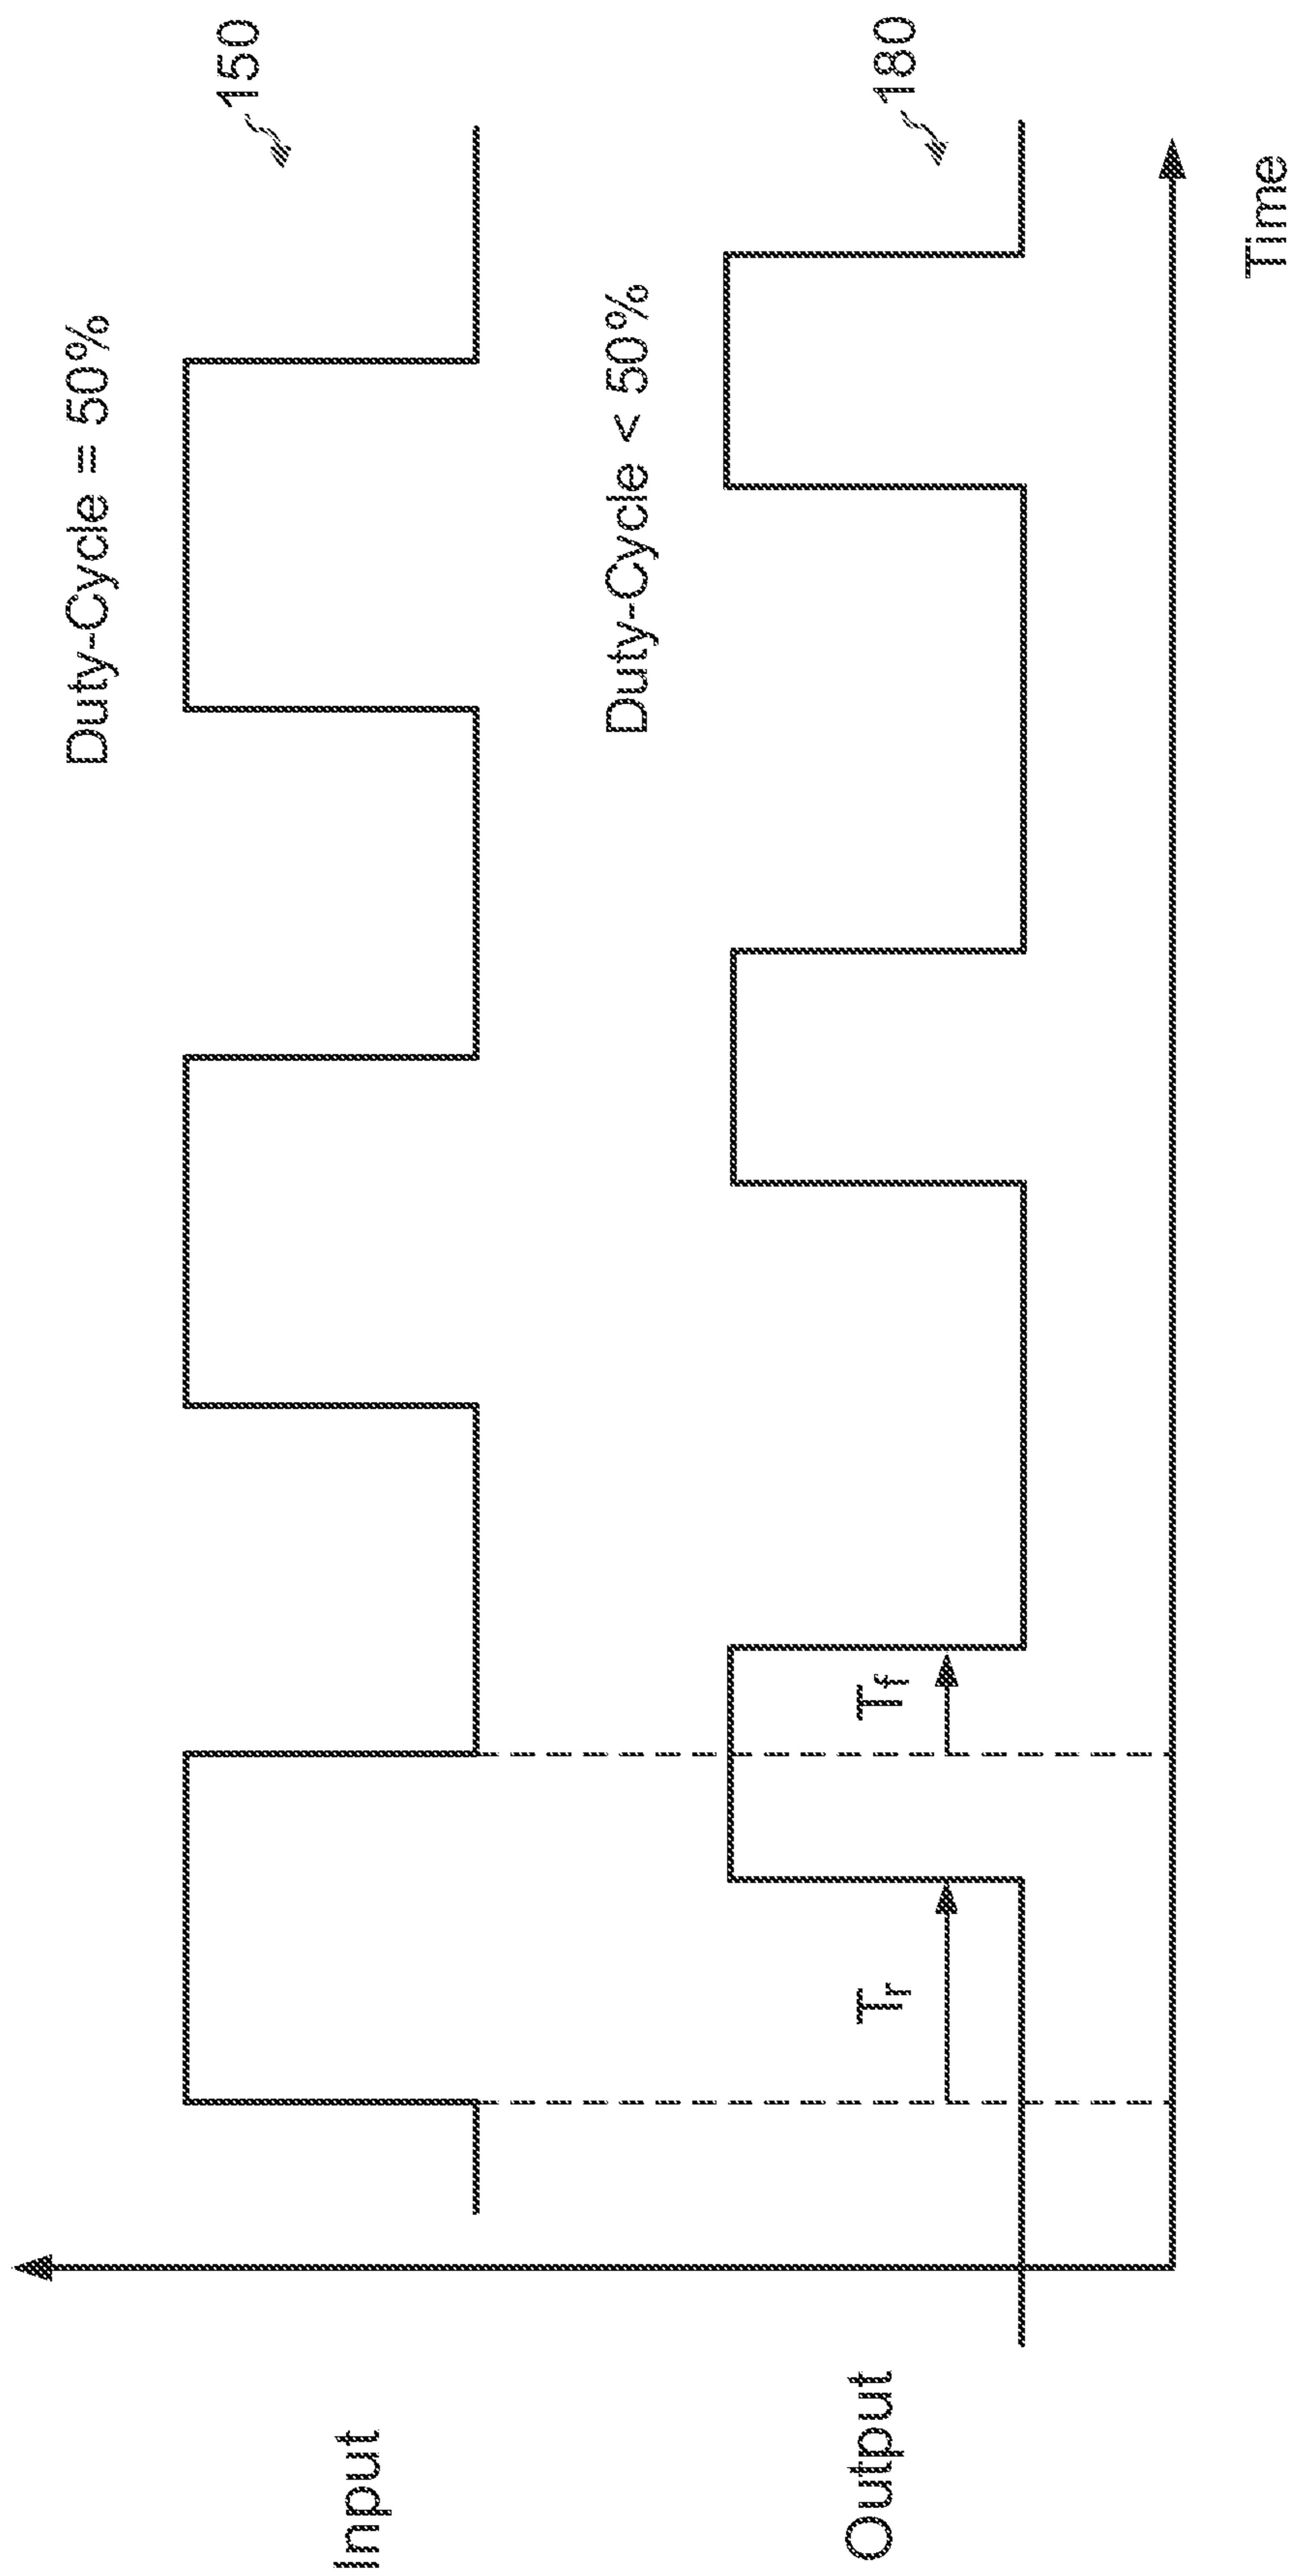 Duty-Cycle = 50%
150
Input
Duty-Cycle < 50%
180
Tr
Tf
Output
Time